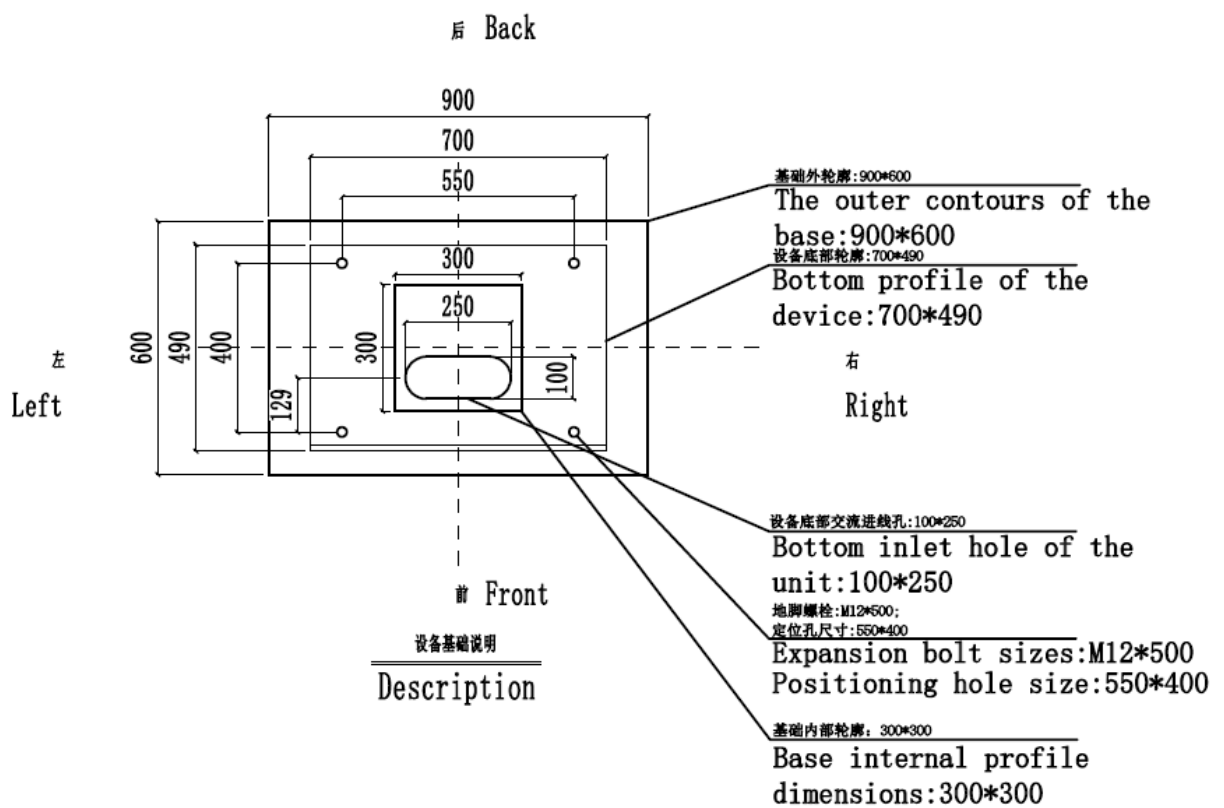 后 Back
900
700
550
基础外轮廓:900*600
The outer contours of the
base:900*600
设备底部轮廓:700*490
Bottom profile of the
device:700*490
300
250
600
490
400
300
100
129
左
Left
右
Right
设备底部交流进线孔:100*250
Bottom inlet hole of the
unit:100*250
前 Front
地脚螺栓:M12*500;
定位孔尺寸:550*400
Expansion bolt sizes:M12*500
Positioning hole size:550*400
设备基础说明
Description
基础内部轮廓: 300*300
Base internal profile
dimensions:300*300